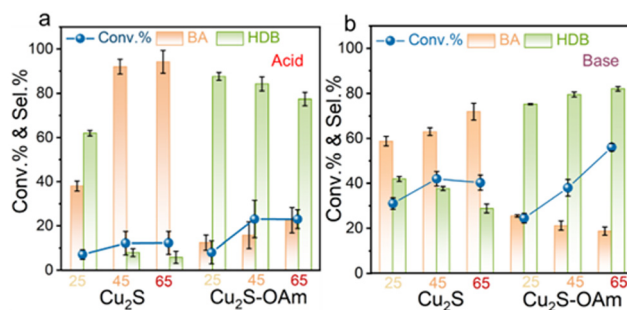 a
Conv.% BA HDB
Acid
Conv.% & Sel.%
100
80
60
40
20
0
25 45 65 25 45 65
Cu₂S Cu₂S-OAm
b
Conv.% BA HDB
Base
Conv.% & Sel.%
100
80
60
40
20
0
25 45 65 25 45 65
Cu₂S Cu₂S-OAm